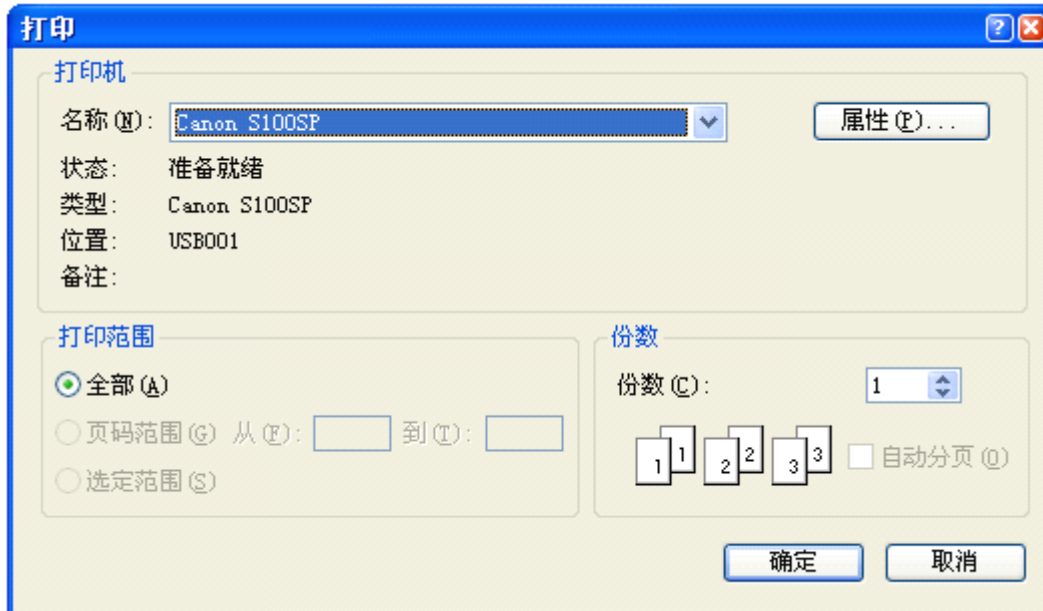 打印
打印机
名称(N): Canon S100SP 属性(P)...
状态: 准备就绪
类型: Canon S100SP
位置: USB001
备注:
打印范围 份数
全部(A) 份数(C): 1
页码范围(G) 从(F): 到(T):
1 1 2 2 3 3 自动分页(O)
选定范围(S)
确定 取消